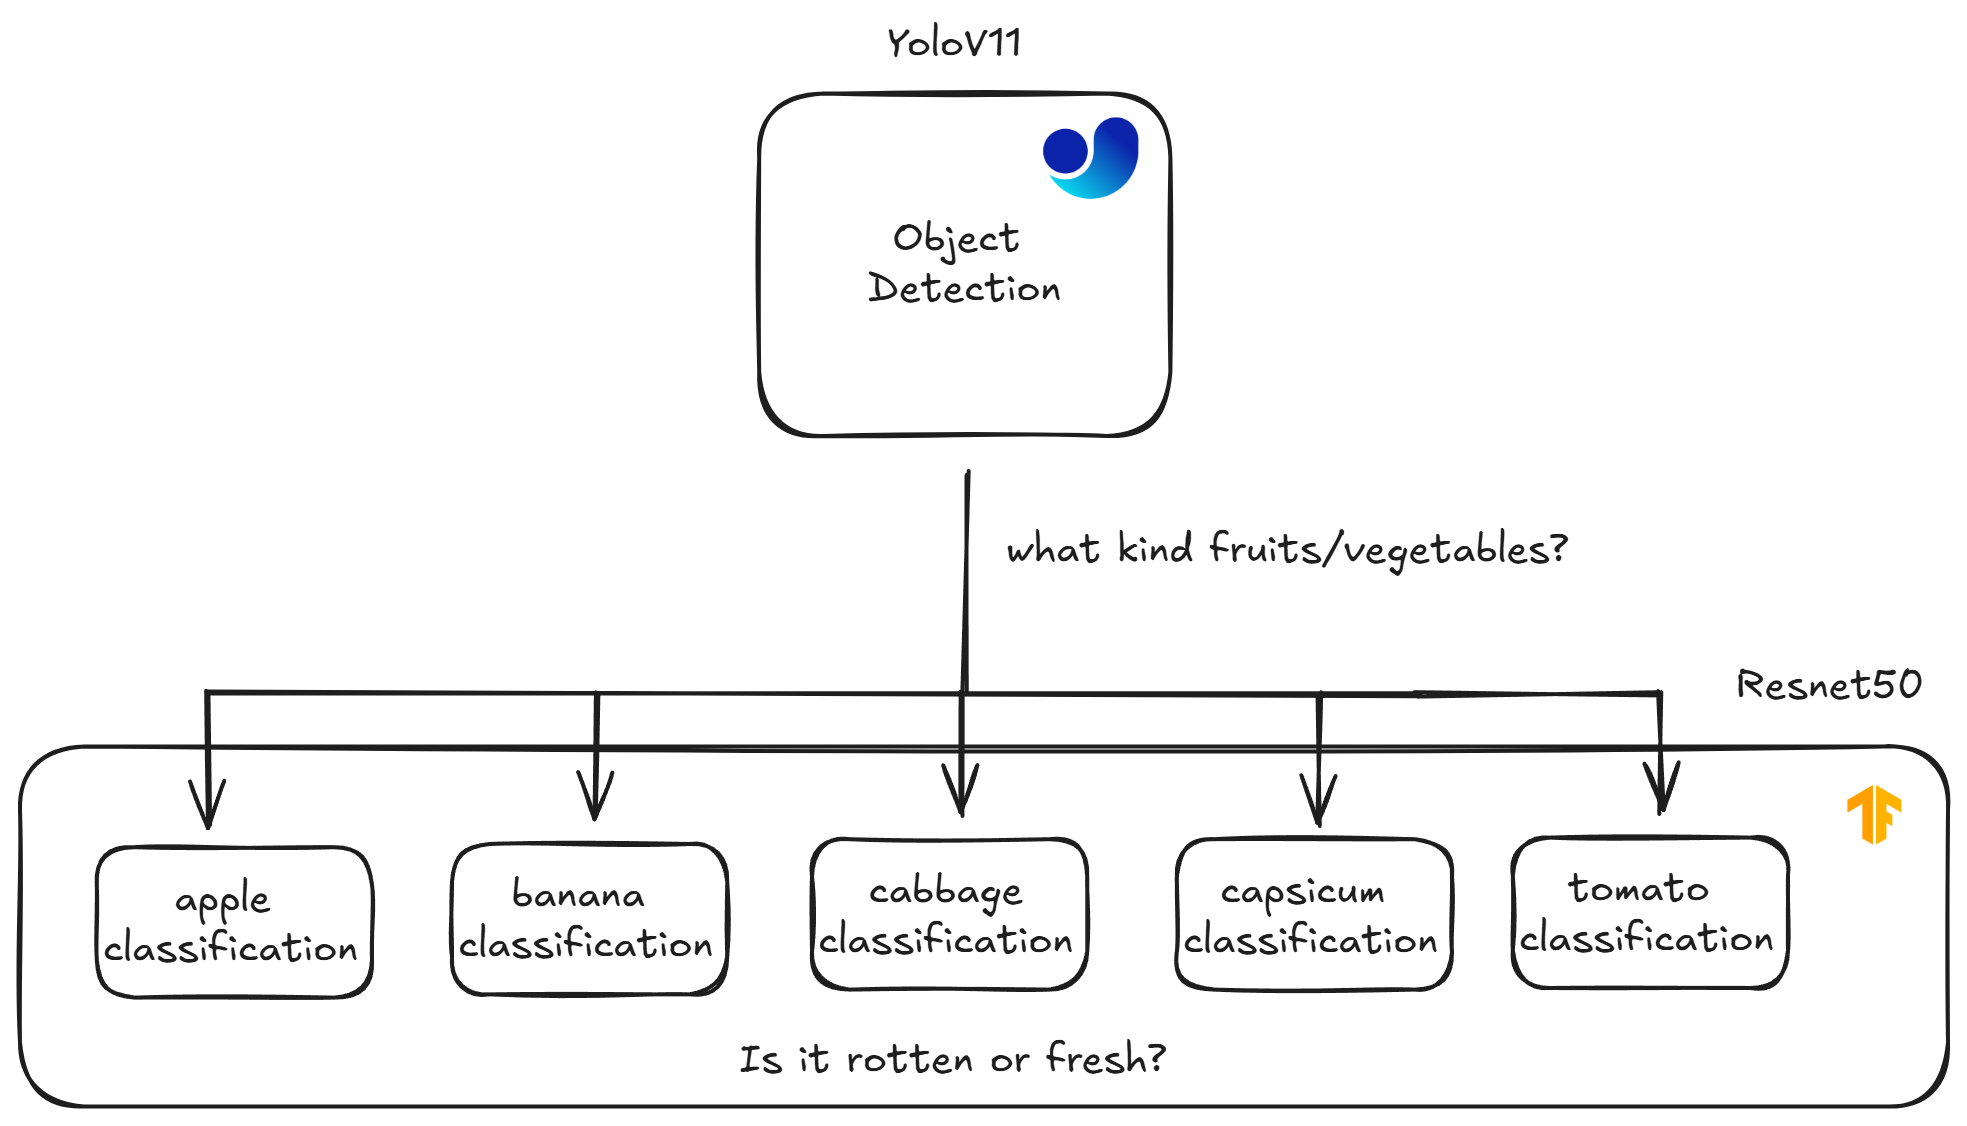 YoloV11
Object
Detection
what kind fruits/vegetables?
Resnet50
apple
classification
banana
classification
cabbage
classification
capsicum
classification
tomato
classification
Is it rotten or fresh?